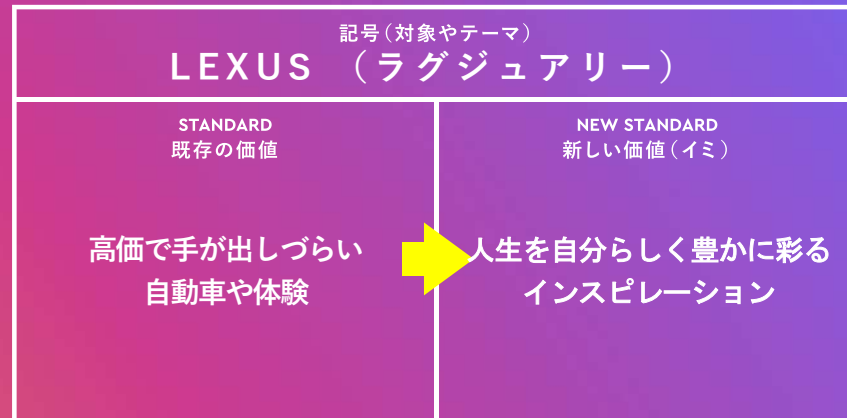 記号(対象やテーマ)
LEXUS (ラグジュアリー)
STANDARD
既存の価値
高価で手が出しづらい
自動車や体験
NEW STANDARD
新しい価値(イミ)
人生を自分らしく豊かに彩る
インスピレーション